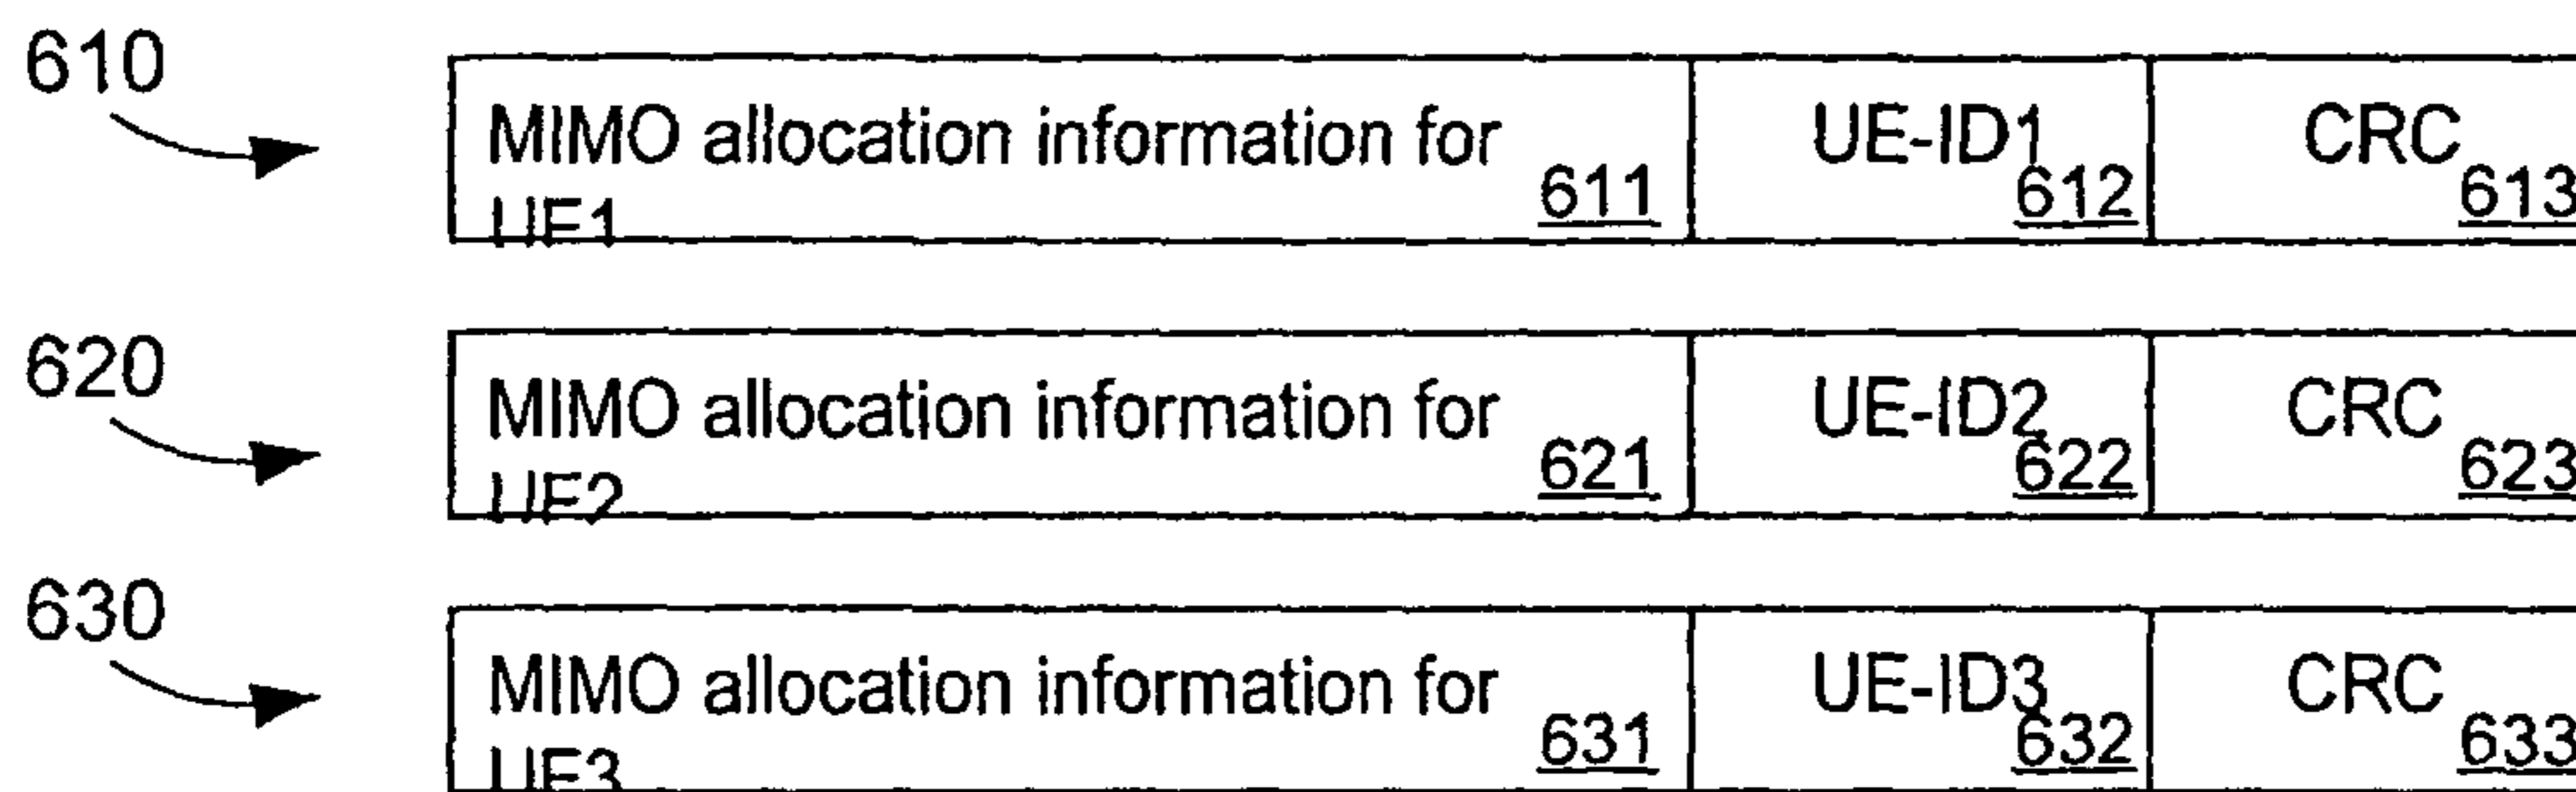 610
MIMO allocation information for
UE1
611
UE-ID1
612
CRC
613
620
MIMO allocation information for
UE2
621
UE-ID2
622
CRC
623
630
MIMO allocation information for
UE3
631
UE-ID3
632
CRC
633